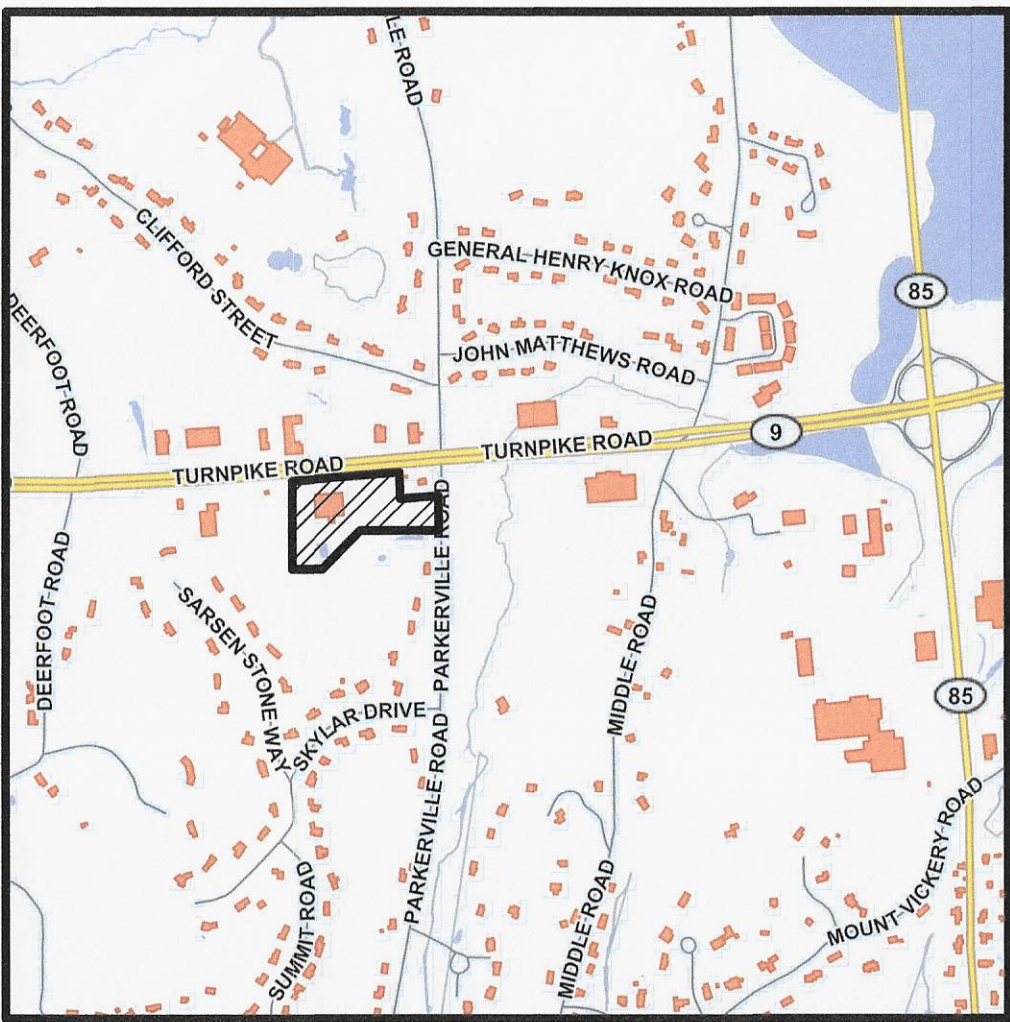 LE-ROAD
CLIFFORD-STREET
GENERAL-HENRY-KNOX-ROAD
85
DEERFOOT-ROAD
JOHN-MATTHEWS-ROAD
9
TURNPIKE ROAD
TURNPIKE ROAD
DEERFOOT-ROAD
PARKERVILLE-ROAD
SARSEN-STONE-WAY
MIDDLE-ROAD
85
SKYLAR-DRIVE
PARKERVILLE-ROAD
MOUNT-VICKERY-ROAD
MIDDLE-ROAD
SUMMIT-ROAD